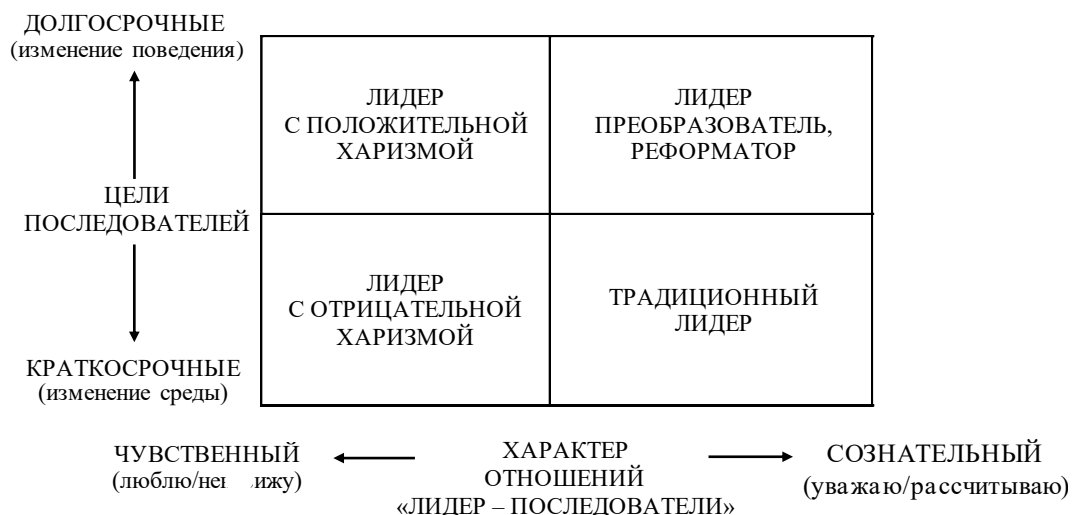 ДОЛГОСРОЧНЫЕ
(изменение поведения)
ЛИДЕР
С ПОЛОЖИТЕЛЬНОЙ
ХАРИЗМОЙ
ЛИДЕР
ПРЕОБРАЗОВАТЕЛЬ,
РЕФОРМАТОР
ЦЕЛИ
ПОСЛЕДОВАТЕЛЕЙ
ЛИДЕР
С ОТРИЦАТЕЛЬНОЙ
ХАРИЗМОЙ
ТРАДИЦИОННЫЙ
ЛИДЕР
КРАТКОСРОЧНЫЕ
(изменение среды)
ЧУВСТВЕННЫЙ
(люблю/нен ижу)
ХАРАКТЕР
ОТНОШЕНИЙ
«ЛИДЕР – ПОСЛЕДОВАТЕЛИ»
СОЗНАТЕЛЬНЫЙ
(уважаю/рассчитываю)